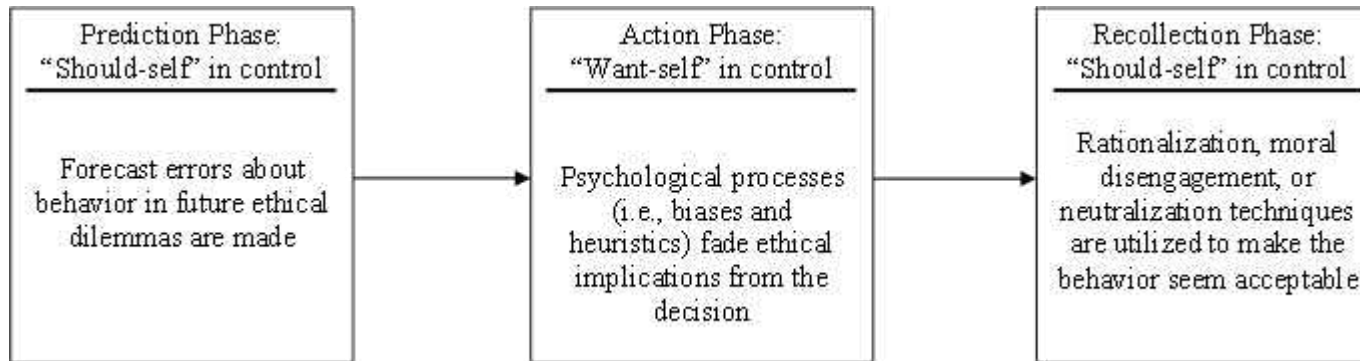 Prediction Phase:
“Should-self” in control
Forecast errors about
behavior in future ethical
dilemmas are made
Action Phase:
“Want-self” in control
Psychological processes
(i.e., biases and
heuristics) fade ethical
implications from the
decision
Recollection Phase:
“Should-self” in control
Rationalization, moral
disengagement, or
neutralization techniques
are utilized to make the
behavior seem acceptable